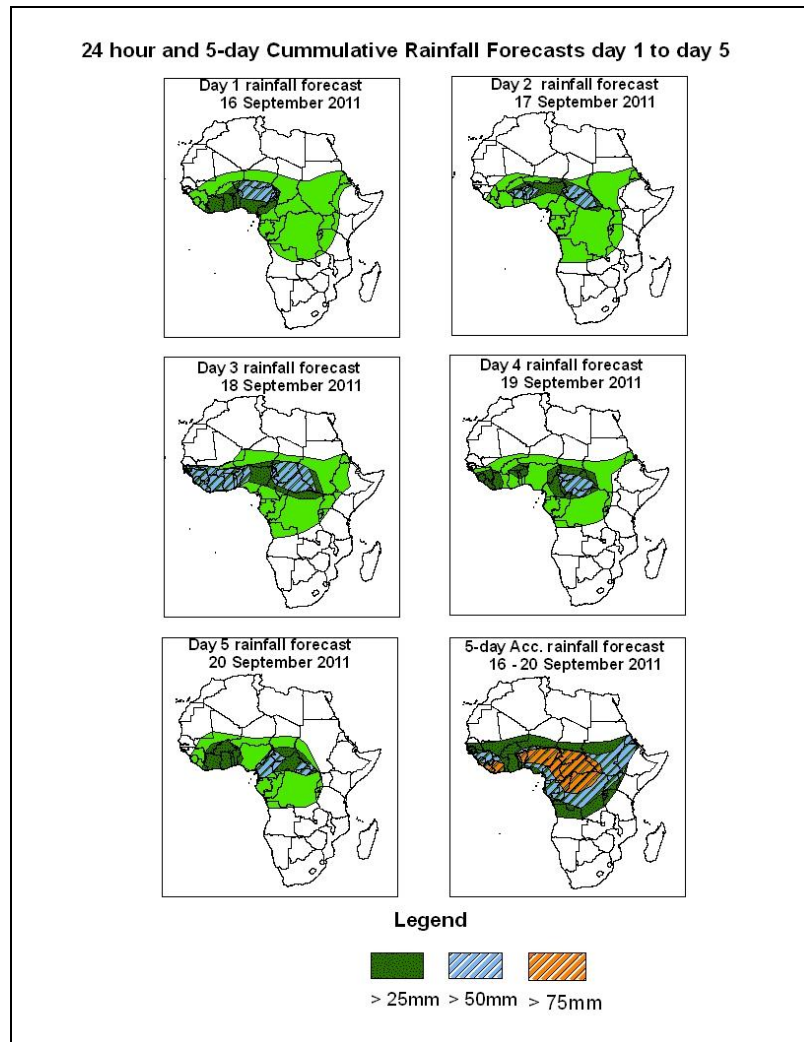 24 hour and 5-day Cummulative Rainfall Forecasts day 1 to day 5
Day 1 rainfall forecast
16 September 2011
Day 2 rainfall forecast
17 September 2011
Day 3 rainfall forecast
18 September 2011
Day 4 rainfall forecast
19 September 2011
Day 5 rainfall forecast
20 September 2011
5-day Acc. rainfall forecast
16 - 20 September 2011
Legend
> 25mm > 50mm > 75mm